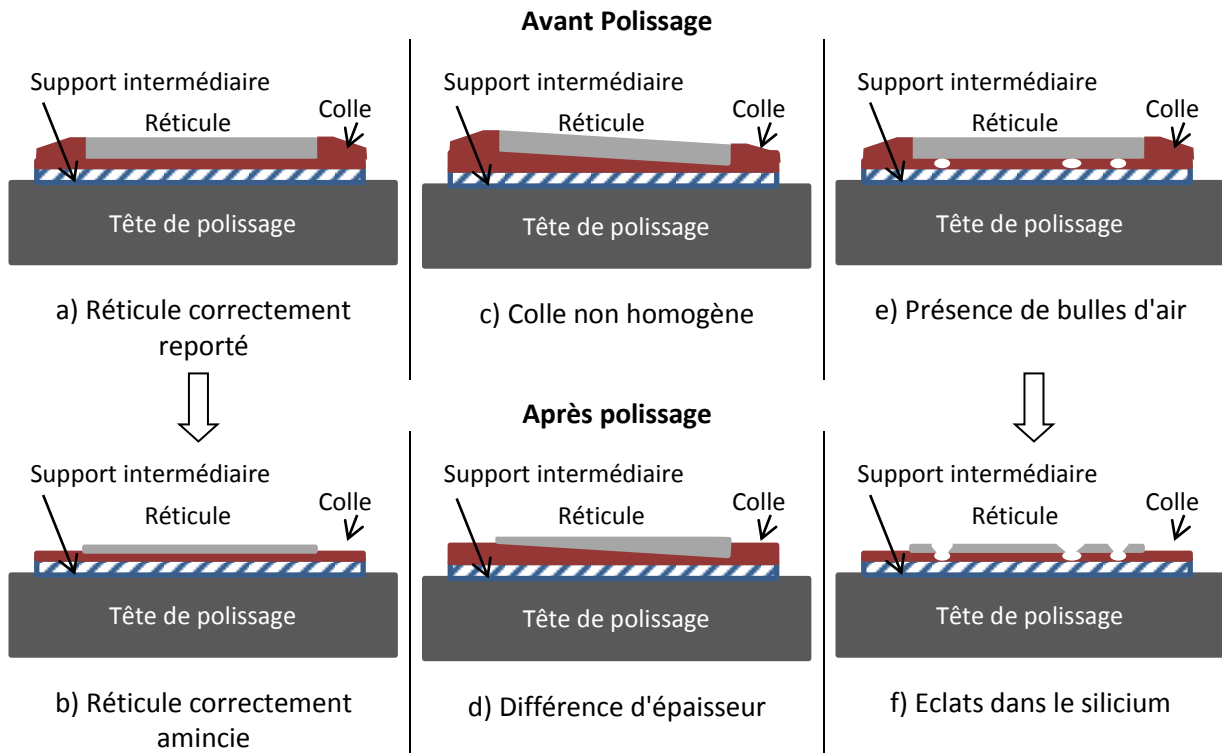 Avant Polissage
Support intermédiaire
Colle
Réticule
Tête de polissage
a) Réticule correctement
reporté
Support intermédiaire
Colle
Réticule
Tête de polissage
c) Colle non homogène
Support intermédiaire
Colle
Réticule
Tête de polissage
e) Présence de bulles d'air
Après polissage
Support intermédiaire
Colle
Réticule
Tête de polissage
b) Réticule correctement
amincie
Support intermédiaire
Colle
Réticule
Tête de polissage
d) Différence d'épaisseur
Support intermédiaire
Colle
Réticule
Tête de polissage
f) Eclats dans le silicium